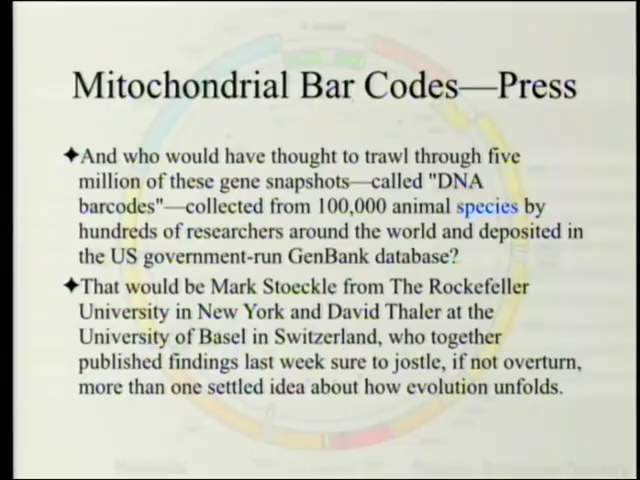 Mitochondrial Bar Codes—Press
✦And who would have thought to trawl through five
million of these gene snapshots—called "DNA
barcodes"—collected from 100,000 animal species by
hundreds of researchers around the world and deposited in
the US government-run GenBank database?
✦That would be Mark Stoeckle from The Rockefeller
University in New York and David Thaler at the
University of Basel in Switzerland, who together
published findings last week sure to jostle, if not overturn,
more than one settled idea about how evolution unfolds.